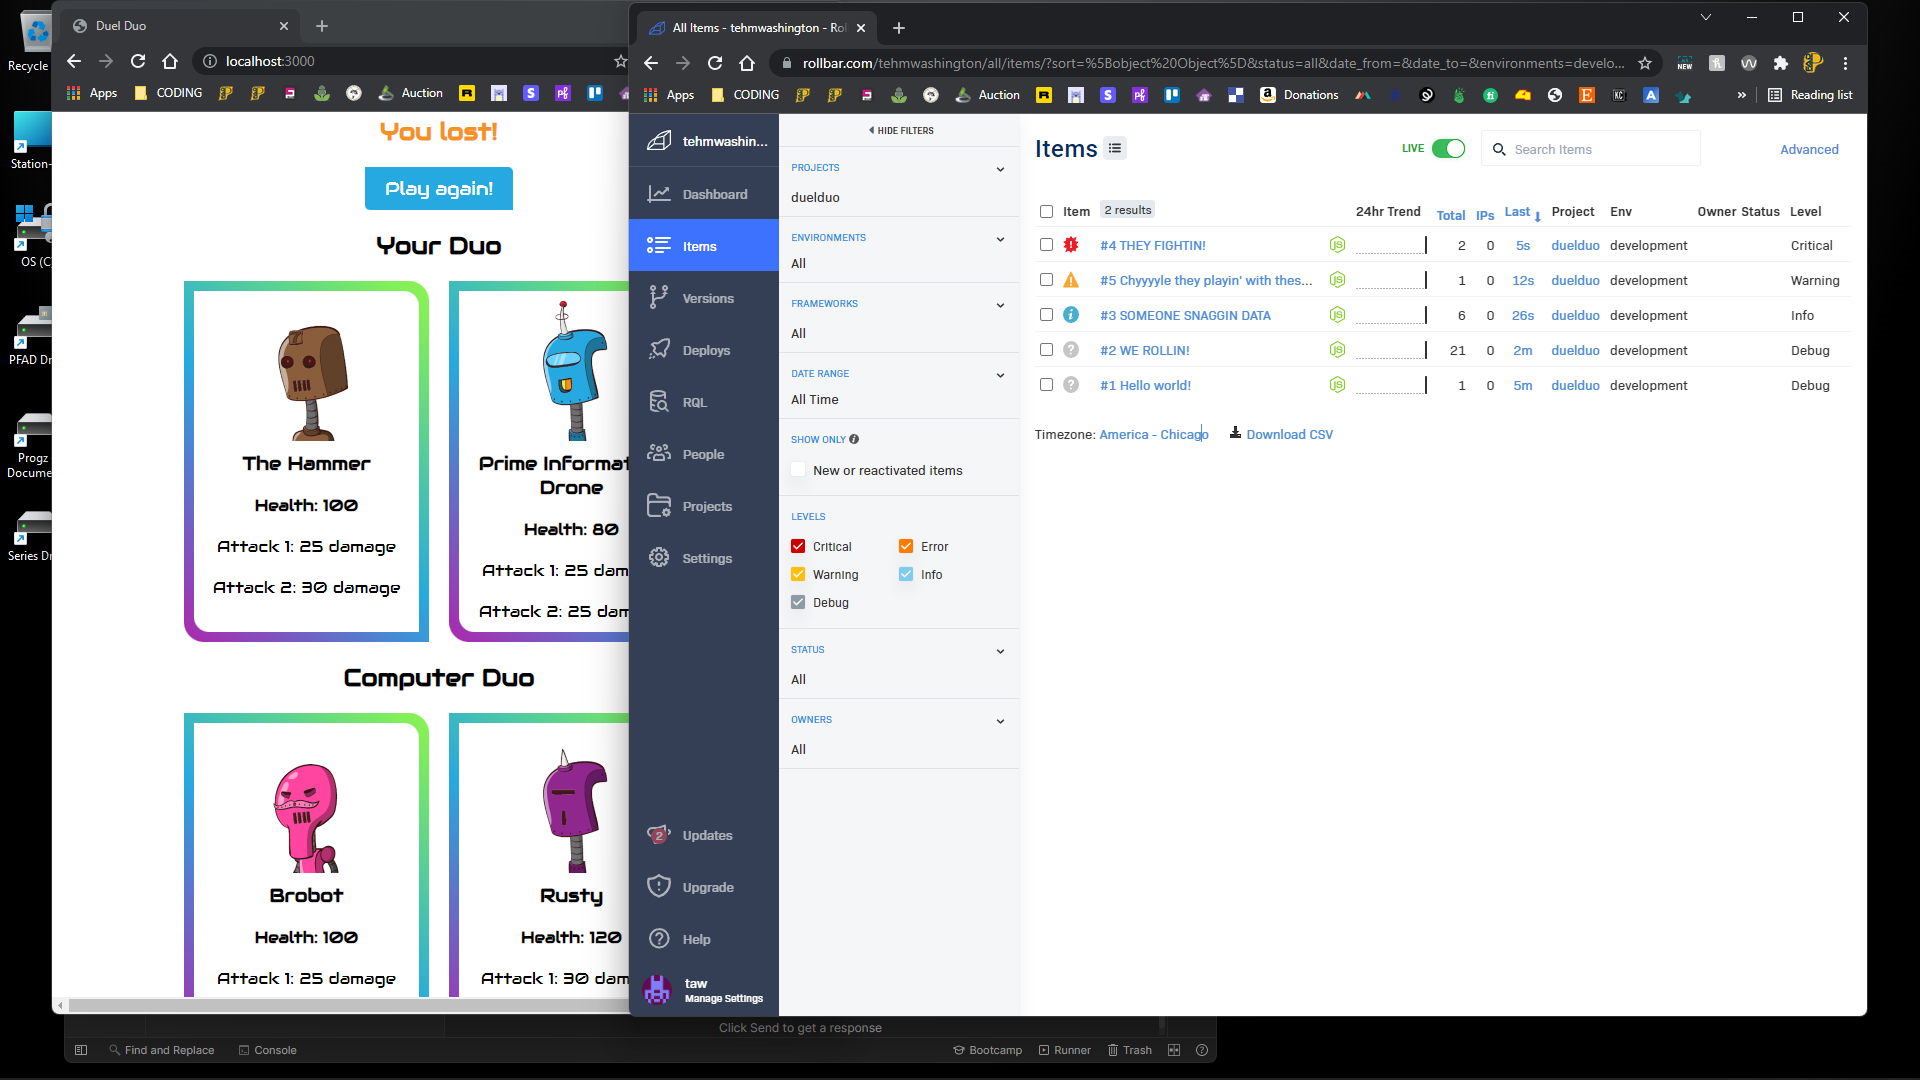 Recycle
Station-
OS (C
PFAD Dr
Progz
Docume
Series Dr
Duel Duo
localhost:3000
Apps
CODING
Auction
You lost!
Play again!
Your Duo
The Hammer
Health: 100
Attack 1: 25 damage
Attack 2: 30 damage
Prime Informat
Drone
Health: 80
Attack 1: 25 dam
Attack 2: 25 dam
Computer Duo
Brobot
Health: 100
Attack 1: 25 damage
Rusty
Health: 120
Attack 1: 30 dam
All Items - tehmwashington - Rol
rollbar.com/tehmwashington/all/items/?sort=%5Bobject%20Object%5D&status=all&date_from=&date_to=&environments=develo...
NEW
Apps
CODING
Auction
Donations
KC
» Reading list
tehmwashin...
Dashboard
Items
Versions
Deploys
RQL
People
Projects
Settings
2 Updates
Upgrade
Help
taw
Manage Settings
HIDE FILTERS
PROJECTS
duelduo
ENVIRONMENTS
All
FRAMEWORKS
All
DATE RANGE
All Time
SHOW ONLY
New or reactivated items
LEVELS
Critical Error
Warning Info
Debug
STATUS
All
OWNERS
All
Items
LIVE
Search Items
Advanced
Item 2 results 24hr Trend Total IPs Last Project Env Owner Status Level
#4 THEY FIGHTIN! 2 0 5s duelduo development Critical
#5 Chyyyyle they playin' with thes... 1 0 12s duelduo development Warning
#3 SOMEONE SNAGGIN DATA 6 0 26s duelduo development Info
#2 WE ROLLIN! 21 0 2m duelduo development Debug
#1 Hello world! 1 0 5m duelduo development Debug
Timezone: America - Chicago Download CSV
Click Send to get a response
Find and Replace Console Bootcamp Runner Trash